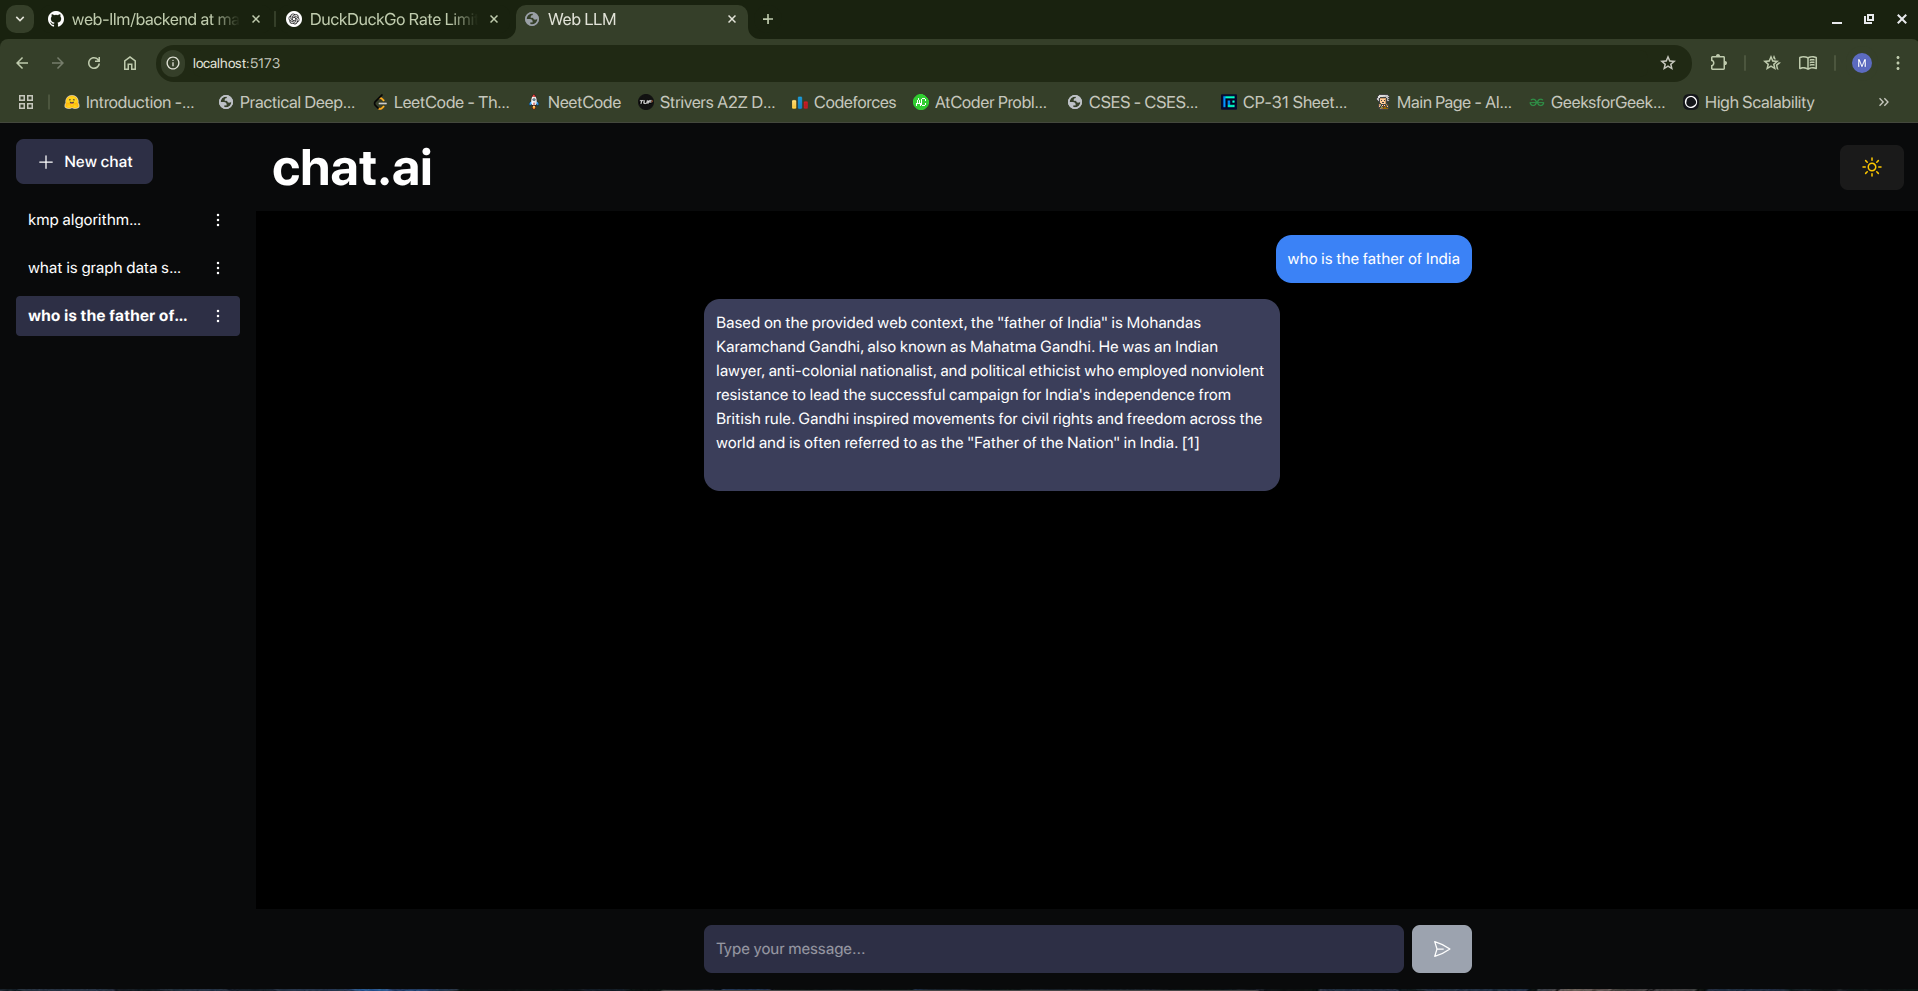 web-llm/backend at ma
DuckDuckGo Rate Limi
Web LLM
localhost:5173
M
Introduction -...
Practical Deep...
LeetCode - Th...
NeetCode
TUF Strivers A2Z D...
Codeforces
AC AtCoder Probl...
CSES - CSES...
CP-31 Sheet...
Main Page - Al...
GeeksforGeek...
High Scalability
New chat
chat.ai
kmp algorithm...
what is graph data s...
who is the father of...
who is the father of India
Based on the provided web context, the "father of India" is Mohandas
Karamchand Gandhi, also known as Mahatma Gandhi. He was an Indian
lawyer, anti-colonial nationalist, and political ethicist who employed nonviolent
resistance to lead the successful campaign for India's independence from
British rule. Gandhi inspired movements for civil rights and freedom across the
world and is often referred to as the "Father of the Nation" in India. [1]
Type your message...